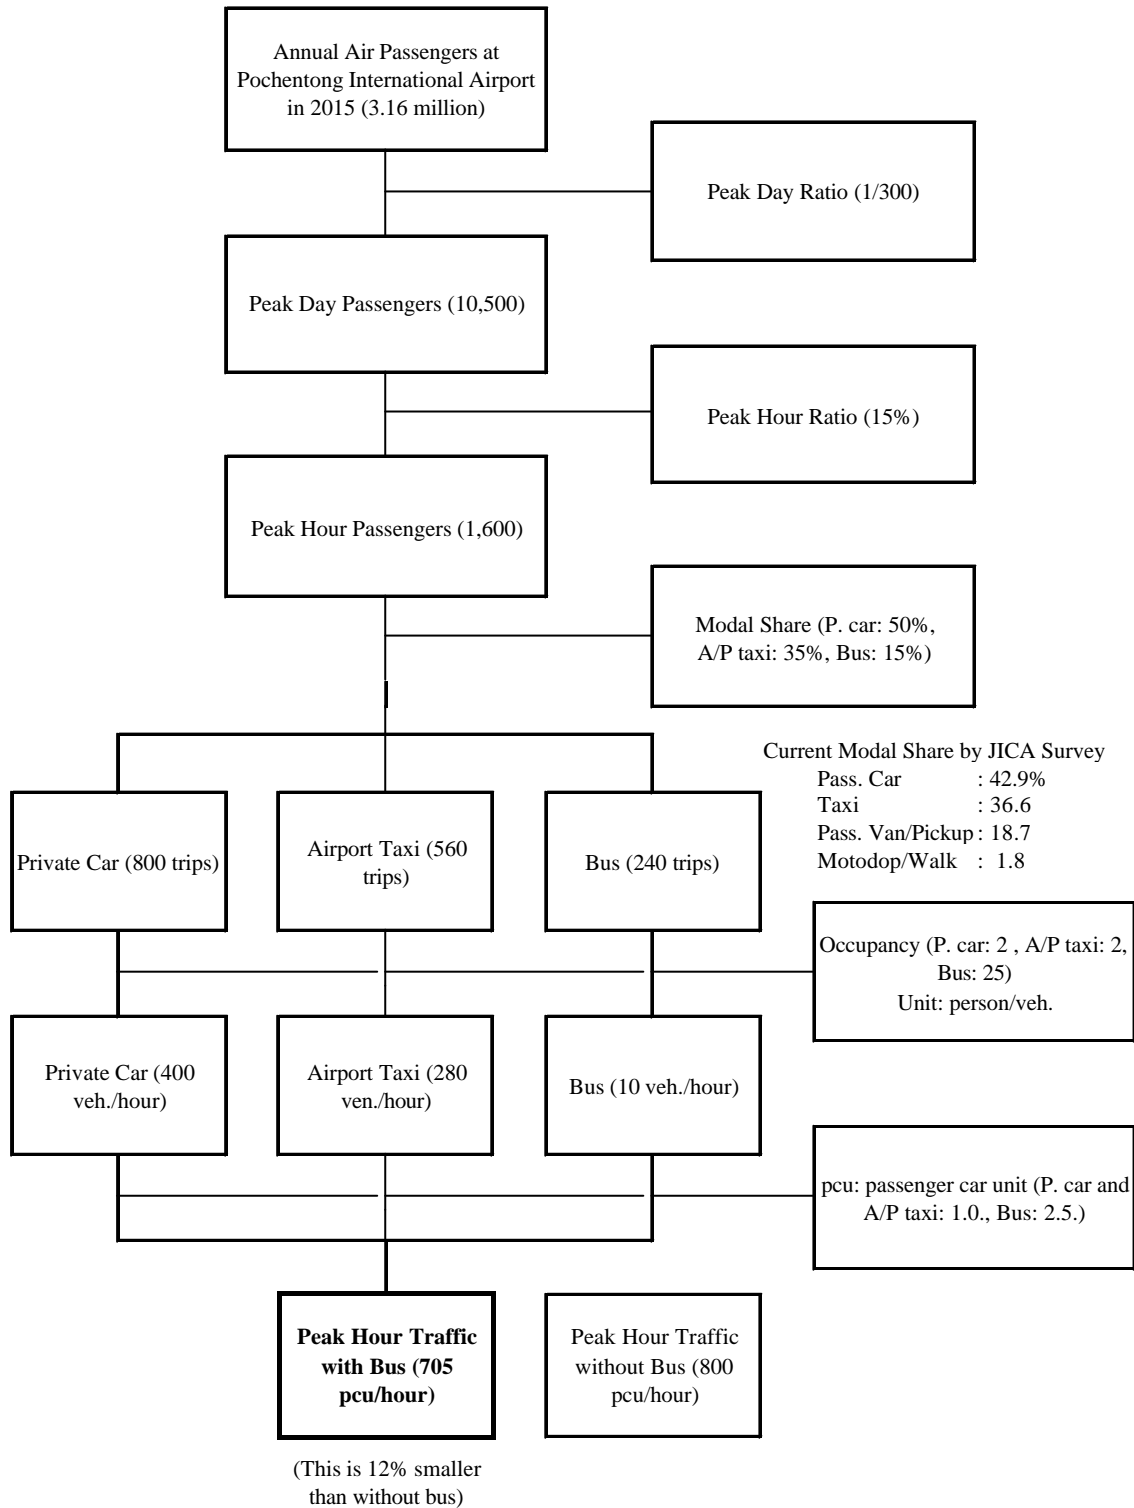 Annual Air Passengers at
Pochentong International Airport
in 2015 (3.16 million)
Peak Day Ratio (1/300)
Peak Day Passengers (10,500)
Peak Hour Ratio (15%)
Peak Hour Passengers (1,600)
Modal Share (P. car: 50%,
A/P taxi: 35%, Bus: 15%)
Current Modal Share by JICA Survey
Pass. Car : 42.9%
Taxi : 36.6
Pass. Van/Pickup : 18.7
Motodop/Walk : 1.8
Private Car (800 trips)
Airport Taxi (560
trips)
Bus (240 trips)
Occupancy (P. car: 2 , A/P taxi: 2,
Bus: 25)
Unit: person/veh.
Private Car (400
veh./hour)
Airport Taxi (280
ven./hour)
Bus (10 veh./hour)
pcu: passenger car unit (P. car and
A/P taxi: 1.0., Bus: 2.5.)
Peak Hour Traffic
with Bus (705
pcu/hour)
Peak Hour Traffic
without Bus (800
pcu/hour)
(This is 12% smaller
than without bus)